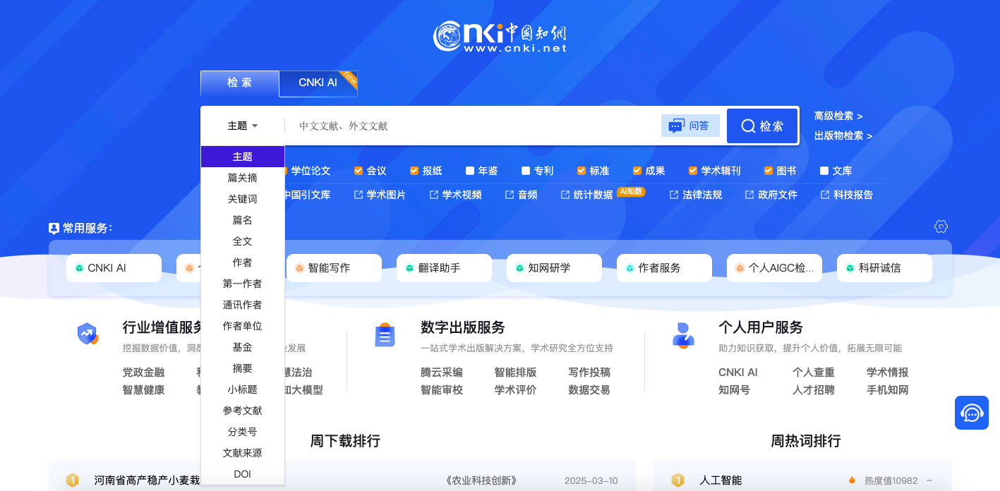 cnki中国知網
www.cnki.net
检索
CNKI AI
new
主题
中文文献、外文文献
问答
检索
高级检索 >
出版物检索 >
主题
篇关摘
关键词
篇名
全文
作者
第一作者
通讯作者
作者单位
基金
摘要
小标题
参考文献
分类号
文献来源
DOI
学位论文 会议 报纸 年鉴 专利 标准 成果 学术辑刊 图书 文库
中国引文库 学术图片 学术视频 音频 统计数据 AI知数 法律法规 政府文件 科技报告
常用服务：
CNKI AI 智能写作 翻译助手 知网研学 作者服务 个人AIGC检... 科研诚信
行业增值服务
挖掘数据价值，洞 发展
党政金融 慧法治
智慧健康 知大模型
数字出版服务
一站式学术出版解决方案，学术研究全方位支持
腾云采编 智能排版 写作投稿
智能审校 学术评价 数据交易
个人用户服务
助力知识获取，提升个人价值，拓展无限可能
CNKI AI 个人查重 学术情报
知网号 人才招聘 手机知网
周下载排行
1 河南省高产稳产小麦栽 《农业科技创新》 2025-03-10
周热词排行
1 人工智能 热度值10982 –